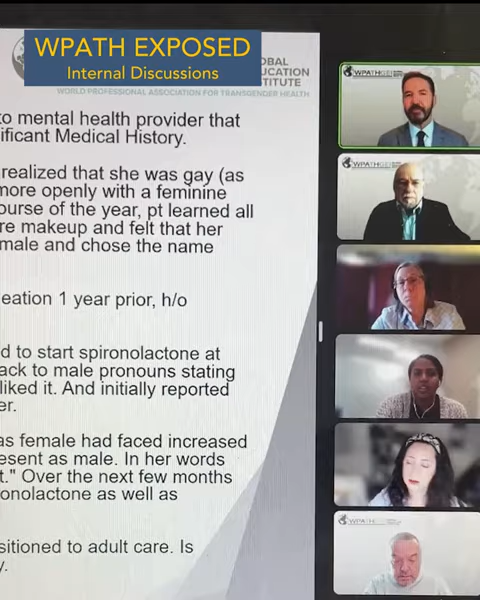 WPATH EXPOSED
Internal Discussions
OBAL
UCATION
STITUTE
WORLD PROFESSIONAL ASSOCIATION FOR TRANSGENDER HEALTH
to mental health provider that
ificant Medical History.
realized that she was gay (as
more openly with a feminine
ourse of the year, pt learned all
re makeup and felt that her
male and chose the name
eation 1 year prior, h/o
d to start spironolactone at
ack to male pronouns stating
liked it. And initially reported
er.
as female had faced increased
esent as male. In her words
t." Over the next few months
onolactone as well as
sitioned to adult care. Is
y.
WPATHGEI
WPATHGEI
WPATH